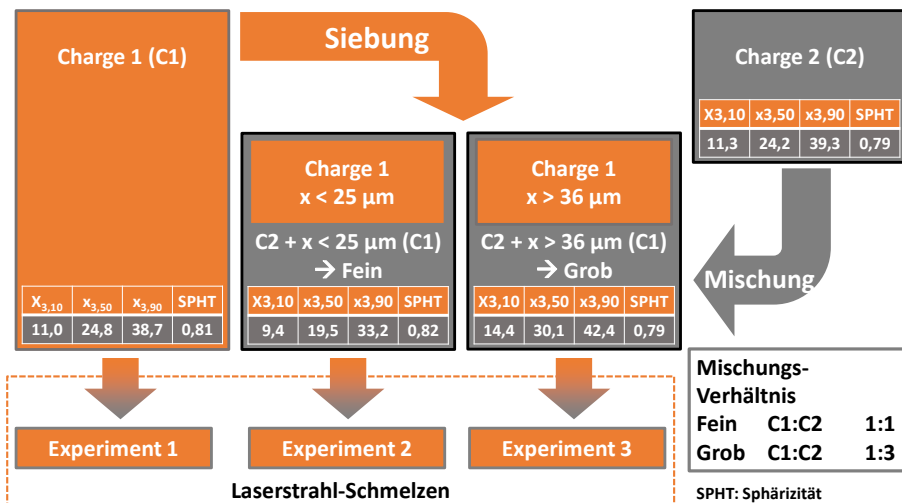 Charge 1 (C1)
X3,10 x3,50 x3,90 SPHT
11,0 24,8 38,7 0,81
Siebung
Charge 1
x < 25 µm
C2 + x < 25 µm (C1)
→ Fein
X3,10 x3,50 x3,90 SPHT
9,4 19,5 33,2 0,82
Charge 1
x > 36 µm
C2 + x > 36 µm (C1)
→ Grob
X3,10 x3,50 x3,90 SPHT
14,4 30,1 42,4 0,79
Charge 2 (C2)
X3,10 x3,50 x3,90 SPHT
11,3 24,2 39,3 0,79
Mischung
Experiment 1
Experiment 2
Experiment 3
Laserstrahl-Schmelzen
Mischungs-
Verhältnis
Fein C1:C2 1:1
Grob C1:C2 1:3
SPHT: Sphärizität